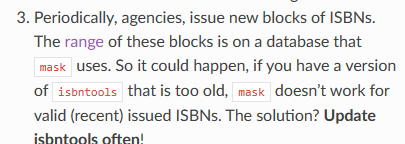 3. Periodically, agencies, issue new blocks of ISBNs.
The range of these blocks is on a database that
mask uses. So it could happen, if you have a version
of isbntools that is too old, mask doesn’t work for
valid (recent) issued ISBNs. The solution? Update
isbntools often!